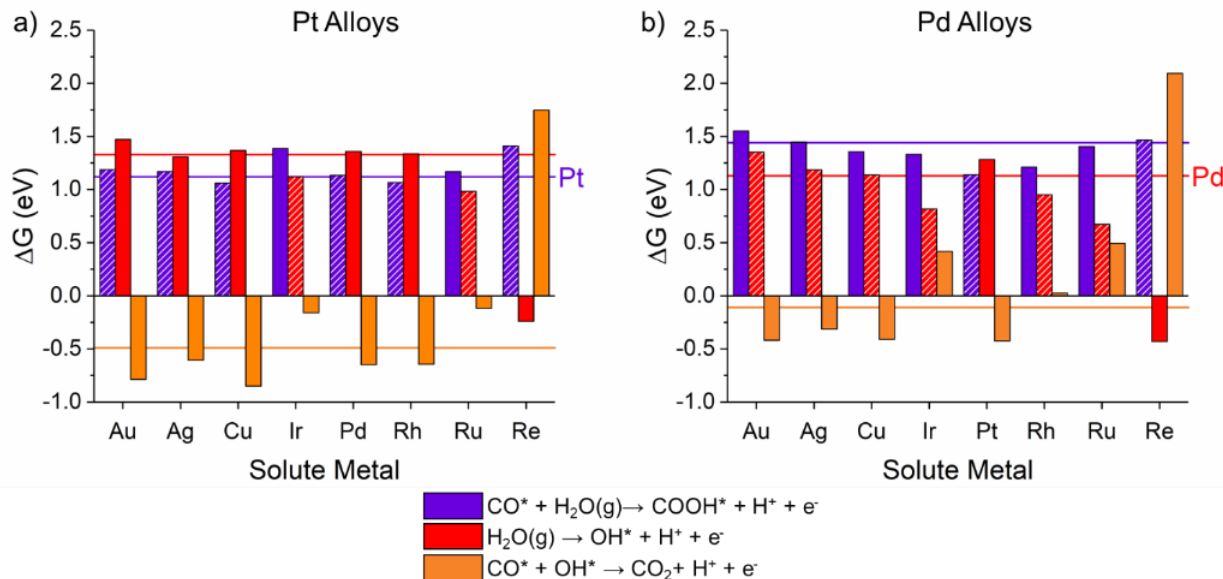 a) Pt Alloys
2.5
2.0
1.5
1.0
0.5
0.0
-0.5
-1.0
ΔG (eV)
Pt
Au Ag Cu Ir Pd Rh Ru Re
Solute Metal
b) Pd Alloys
2.5
2.0
1.5
1.0
0.5
0.0
-0.5
-1.0
ΔG (eV)
Pd
Au Ag Cu Ir Pt Rh Ru Re
Solute Metal
CO* + H₂O(g)→ COOH* + H⁺ + e⁻
H₂O(g) → OH* + H⁺ + e⁻
CO* + OH* → CO₂+ H⁺ + e⁻